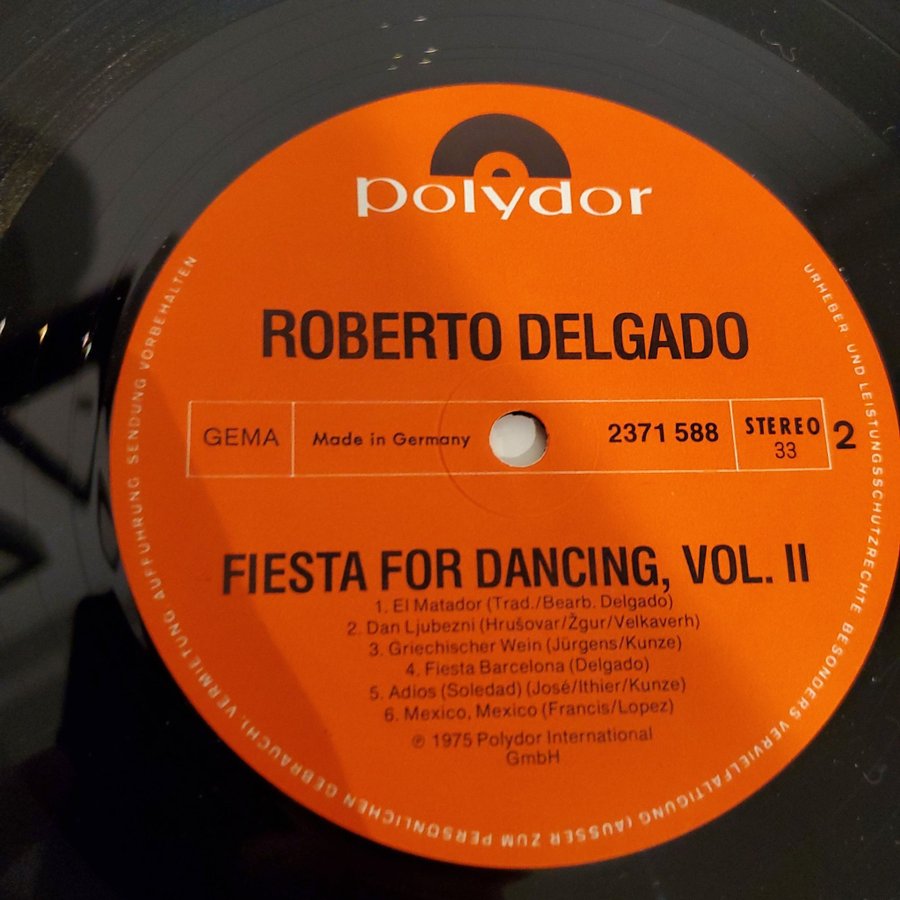 polydor
ROBERTO DELGADO
GEMA
Made in Germany
2371 588
STEREO
33
2
FIESTA FOR DANCING, VOL. II
1. El Matador (Trad./Bearb. Delgado)
2. Dan Ljubezni (Hrušovar/Žgur/Velkaverh)
3. Griechischer Wein (Jürgens/Kunze)
4. Fiesta Barcelona (Delgado)
5. Adios (Soledad) (José/Ithier/Kunze)
6. Mexico, Mexico (Francis/Lopez)
℗ 1975 Polydor International
GmbH
URHEBER UND LEISTUNGSSCHUTZRECHTE BESONDERS VERVIELFÄLTIGUNG (AUSSER ZUM PERSÖNLICHEN GEBRAUCH), VERMIETUNG AUFFÜHRUNG SENDUNG VORBEHALTEN